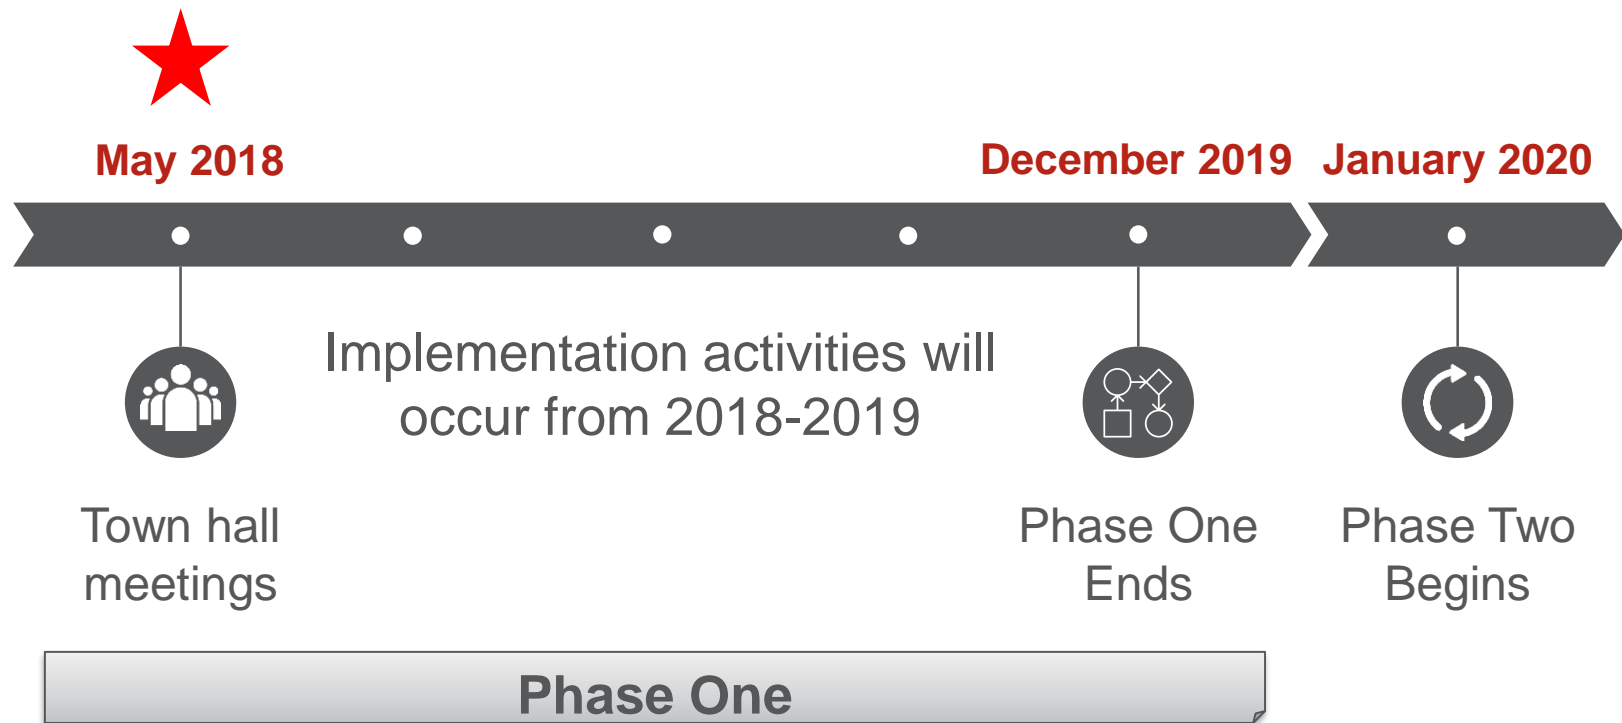 May 2018
December 2019
January 2020
Implementation activities will
occur from 2018-2019
Town hall
meetings
Phase One
Ends
Phase Two
Begins
Phase One